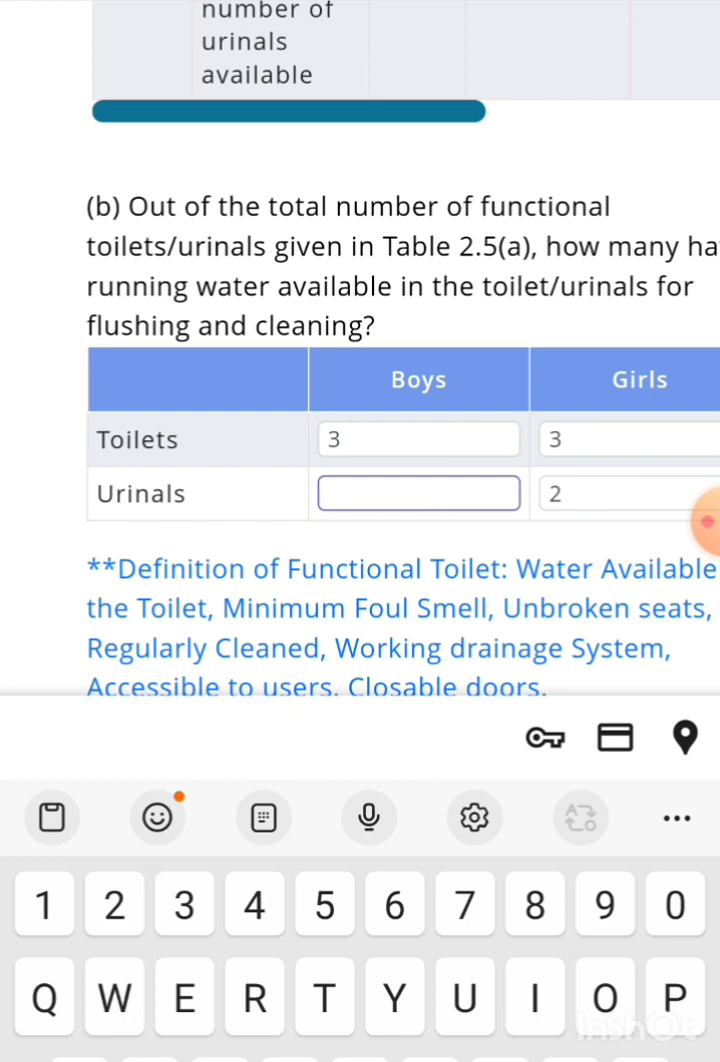 number of
urinals
available
(b) Out of the total number of functional
toilets/urinals given in Table 2.5(a), how many ha
running water available in the toilet/urinals for
flushing and cleaning?
Boys Girls
Toilets 3 3
Urinals 2
**Definition of Functional Toilet: Water Available
the Toilet, Minimum Foul Smell, Unbroken seats,
Regularly Cleaned, Working drainage System,
Accessible to users, Closable doors.
1 2 3 4 5 6 7 8 9 0
Q W E R T Y U I O P
InshOt